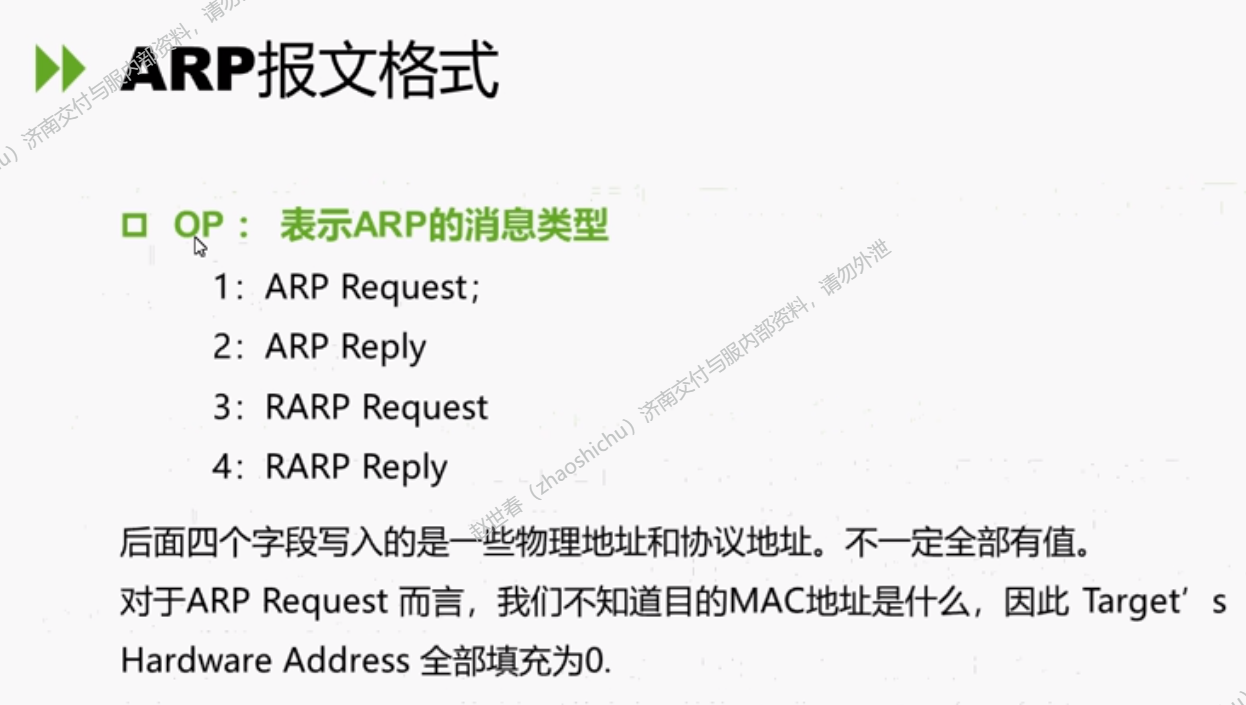 ARP报文格式
OP： 表示ARP的消息类型
1：ARP Request；
2：ARP Reply
3：RARP Request
4：RARP Reply
后面四个字段写入的是一些物理地址和协议地址。不一定全部有值。
对于ARP Request 而言，我们不知道目的MAC地址是什么，因此 Target’s
Hardware Address 全部填充为0.
赵世春（zhaoshichu）济南交付与服内部资料，请勿外泄
u）济南交付与服内部资料，请勿